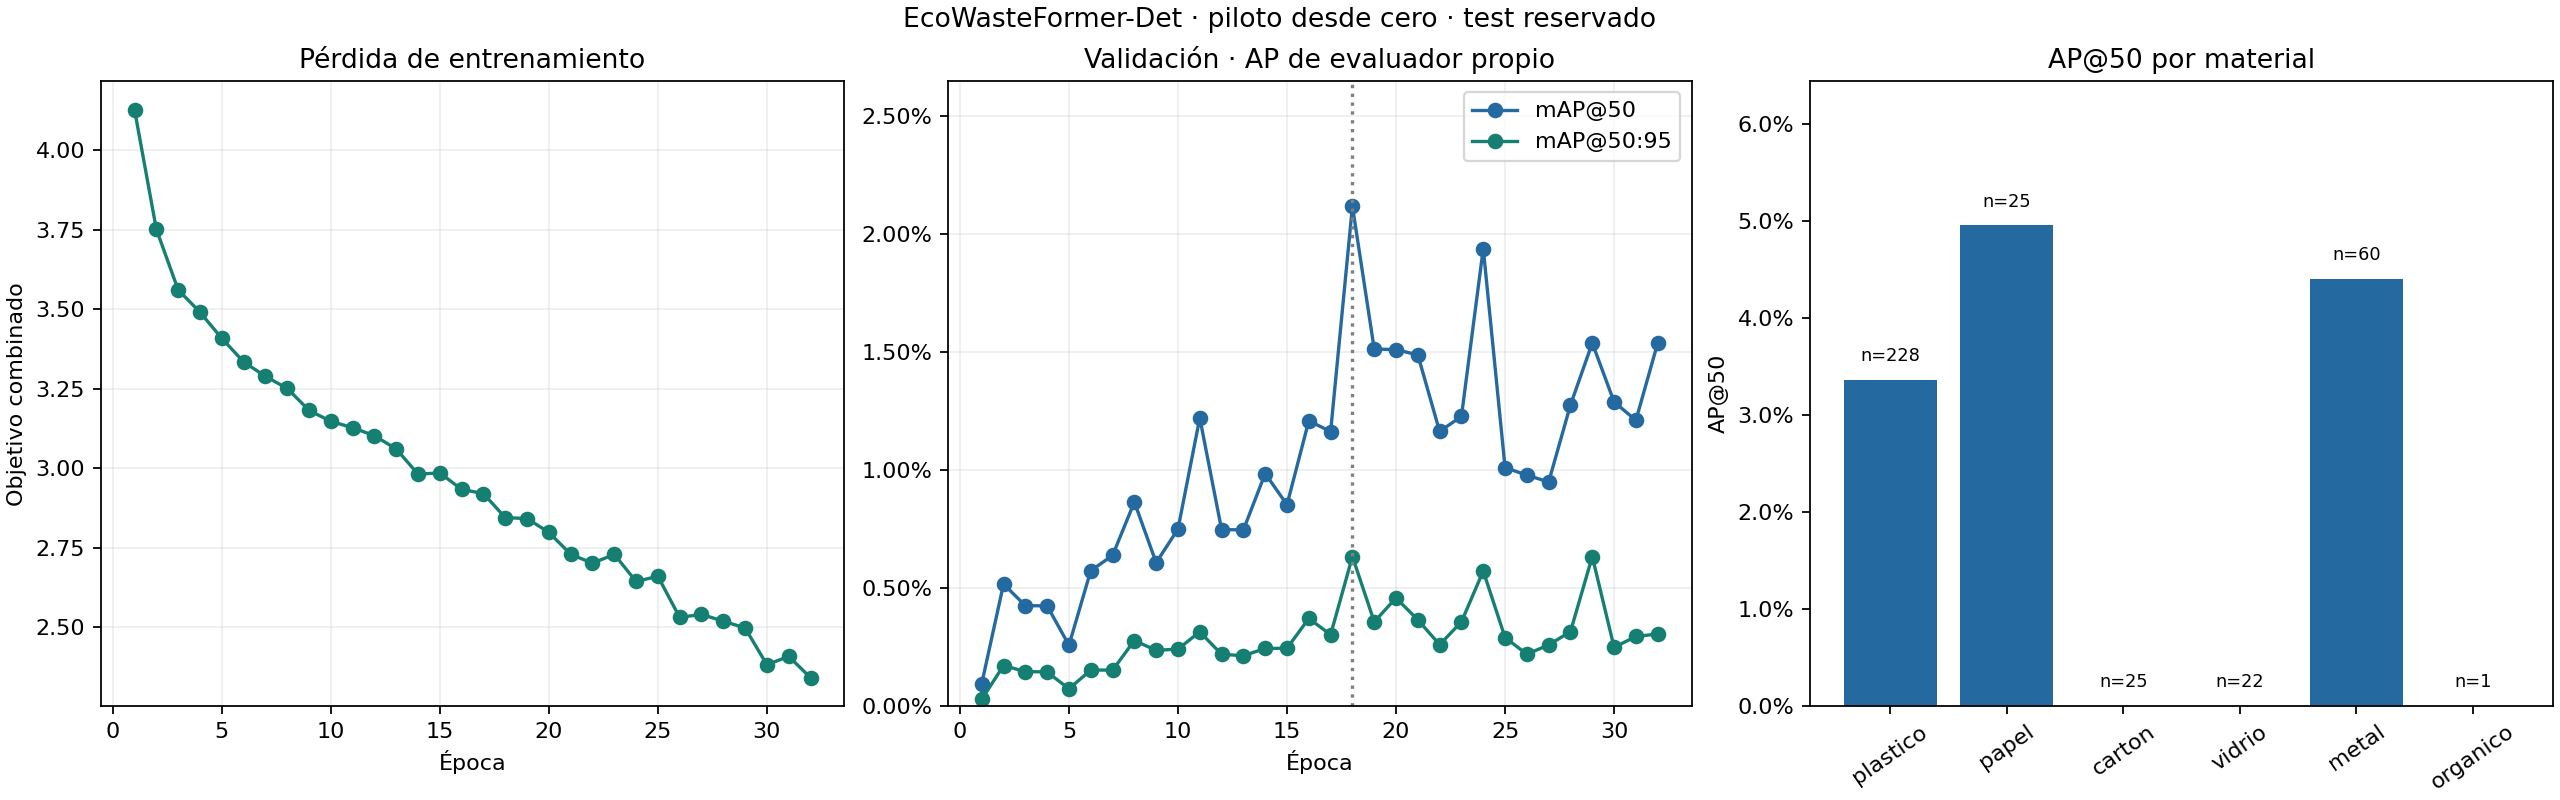 EcoWasteFormer-Det · piloto desde cero · test reservado
Pérdida de entrenamiento
Objetivo combinado
4.00
3.75
3.50
3.25
3.00
2.75
2.50
0 5 10 15 20 25 30
Época
Validación · AP de evaluador propio
mAP@50
mAP@50:95
2.50%
2.00%
1.50%
1.00%
0.50%
0.00%
0 5 10 15 20 25 30
Época
AP@50 por material
AP@50
6.0%
5.0%
4.0%
3.0%
2.0%
1.0%
0.0%
n=228
n=25
n=25
n=22
n=60
n=1
plastico
papel
carton
vidrio
metal
organico